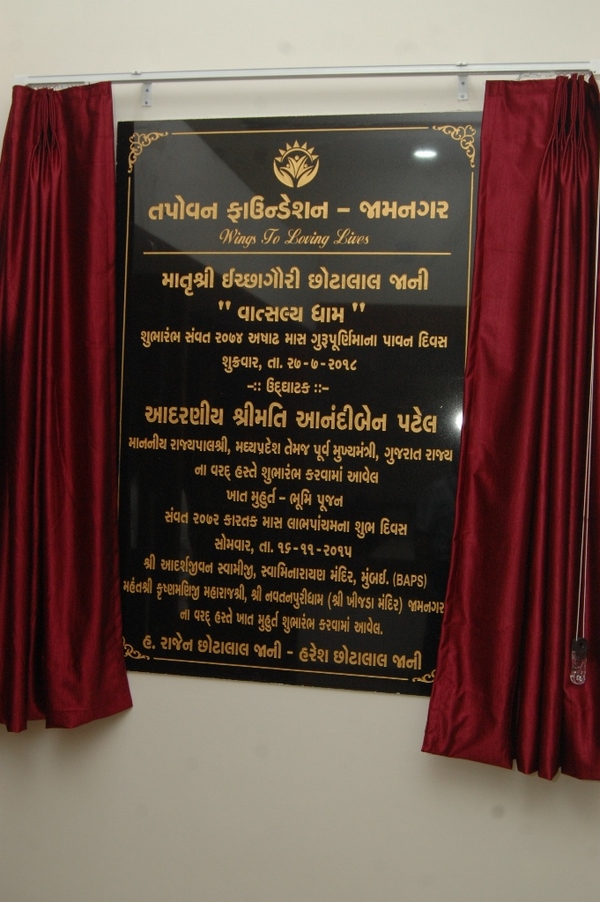 તપોવન ફાઉન્ડેશન – જામનગર
Wings To Loving Lives
માતૃશ્રી ઈચ્છાગૌરી છોટાલાલ જાની
" વાત્સલ્ય ધામ "
શુભારંભ સંવત ૨૦૭૪ અષાઢ માસ ગુરૂપૂર્ણિમાના પાવન દિવસ
શુક્રવાર, તા. ૨૭-૭-૨૦૧૮
-:: ઉદ્‌ઘાટક ::-
આદરણીય શ્રીમતિ આનંદીબેન પટેલ
માનનીય રાજ્યપાલશ્રી, મધ્યપ્રદેશ તેમજ પૂર્વ મુખ્યમંત્રી, ગુજરાત રાજ્ય
ના વરદ્ હસ્તે શુભારંભ કરવામાં આવેલ
ખાત મુહુર્ત – ભૂમિ પૂજન
સંવત ૨૦૭૨ કારતક માસ લાભપાંચમના શુભ દિવસ
સોમવાર, તા. ૧૬-૧૧-૨૦૧૫
શ્રી આદર્શજીવન સ્વામીજી, સ્વામિનારાયણ મંદિર, મુંબઈ. (BAPS)
મહંતશ્રી કૃષ્ણમણિજી મહારાજશ્રી, શ્રી નવતનપુરીધામ (શ્રી ખીજડા મંદિર) જામનગર
ના વરદ્ હસ્તે ખાત મુહુર્ત શુભારંભ કરવામાં આવેલ.
હ. રાજેન છોટાલાલ જાની - હરેશ છોટાલાલ જાની